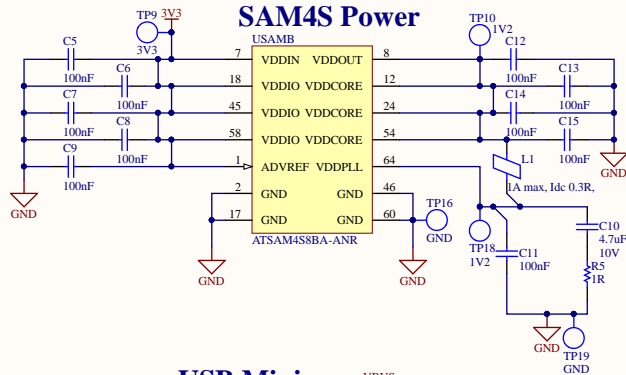 SAM4S Power
TP9 3V3
3V3
TP10
1V2
USAMB
C5
100nF
C6
100nF
C7
100nF
C8
100nF
C9
100nF
7 VDDIN VDDOUT 8
18 VDDIO VDDCORE 12
45 VDDIO VDDCORE 24
58 VDDIO VDDCORE 54
1 ADVREF VDDPLL 64
2 GND GND 46
17 GND GND 60
ATSAM4S8BA-ANR
C12
100nF
C13
100nF
C14
100nF
C15
100nF
GND
GND
L1
1A max, Idc 0.3R,
TP16
GND
GND
GND
TP18
1V2
C11
100nF
C10
4.7uF
10V
R5
1R
GND
TP19
GND